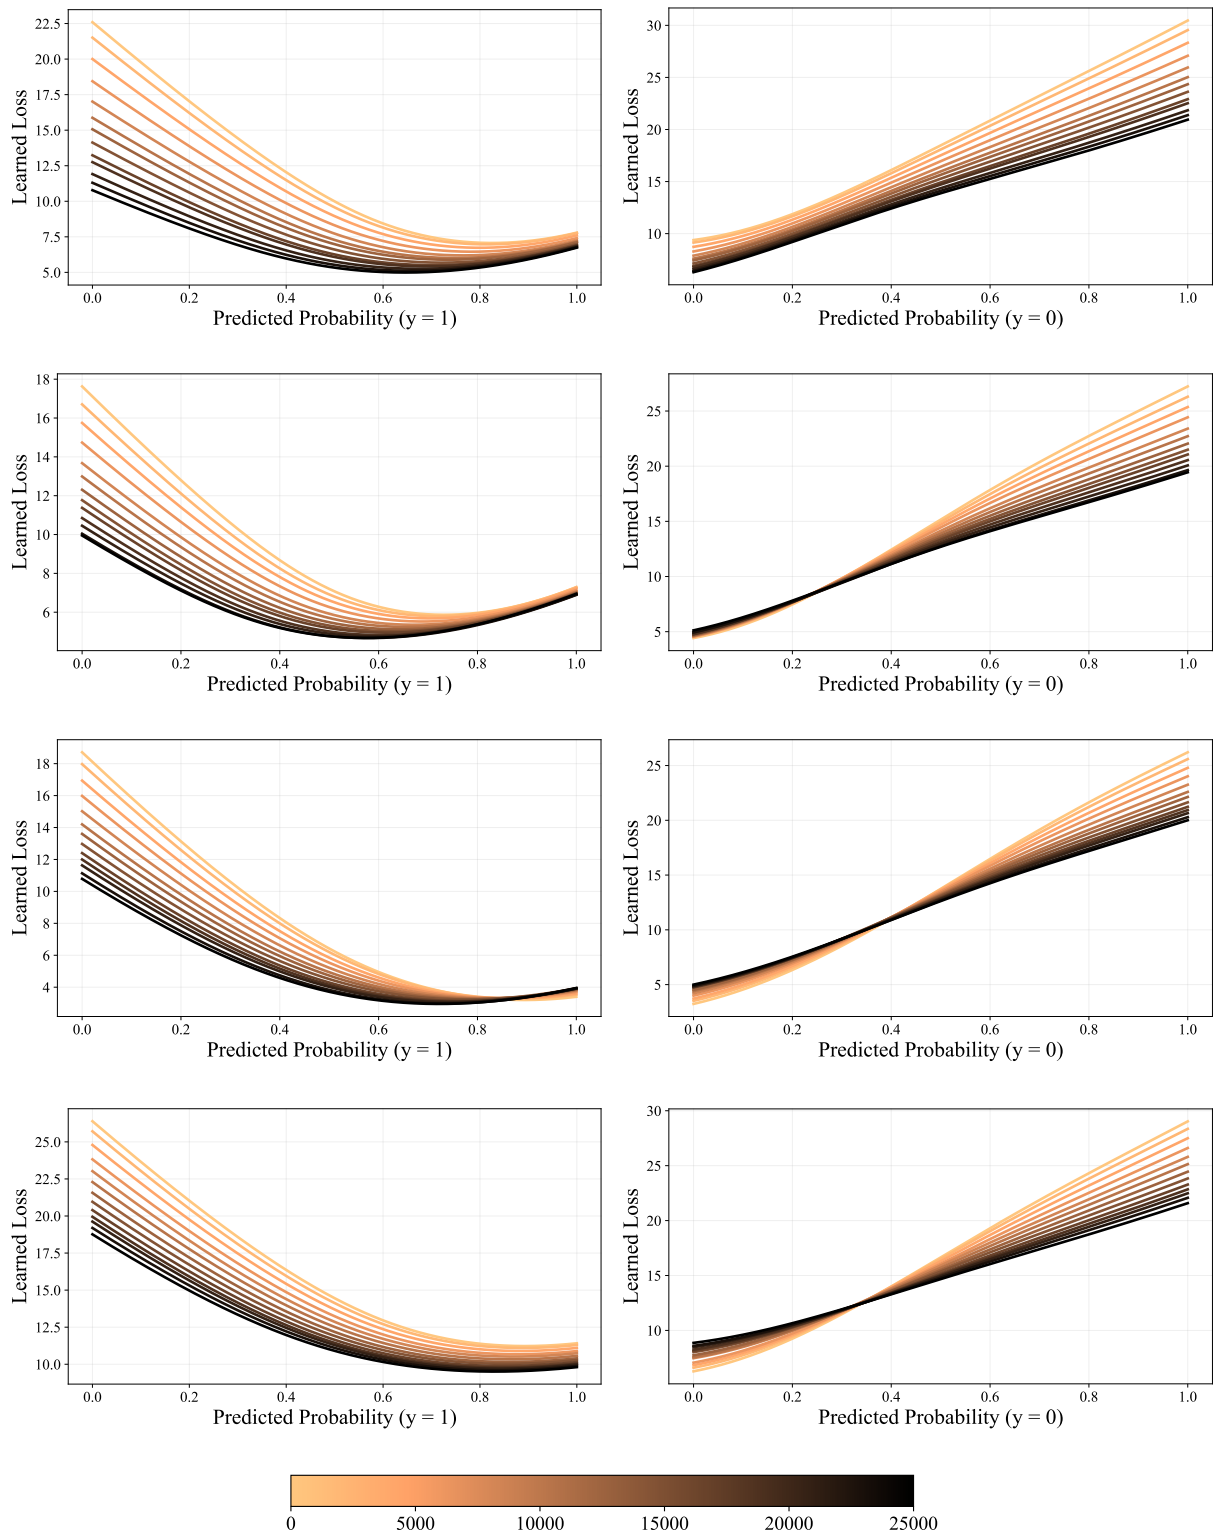 22.5
20.0
17.5
15.0
12.5
10.0
7.5
5.0
Learned Loss
0.0 0.2 0.4 0.6 0.8 1.0
Predicted Probability (y = 1)
30
25
20
15
10
Learned Loss
0.0 0.2 0.4 0.6 0.8 1.0
Predicted Probability (y = 0)
18
16
14
12
10
8
6
Learned Loss
0.0 0.2 0.4 0.6 0.8 1.0
Predicted Probability (y = 1)
25
20
15
10
5
Learned Loss
0.0 0.2 0.4 0.6 0.8 1.0
Predicted Probability (y = 0)
18
16
14
12
10
8
6
4
Learned Loss
0.0 0.2 0.4 0.6 0.8 1.0
Predicted Probability (y = 1)
25
20
15
10
5
Learned Loss
0.0 0.2 0.4 0.6 0.8 1.0
Predicted Probability (y = 0)
25.0
22.5
20.0
17.5
15.0
12.5
10.0
Learned Loss
0.0 0.2 0.4 0.6 0.8 1.0
Predicted Probability (y = 1)
30
25
20
15
10
Learned Loss
0.0 0.2 0.4 0.6 0.8 1.0
Predicted Probability (y = 0)
0 5000 10000 15000 20000 25000